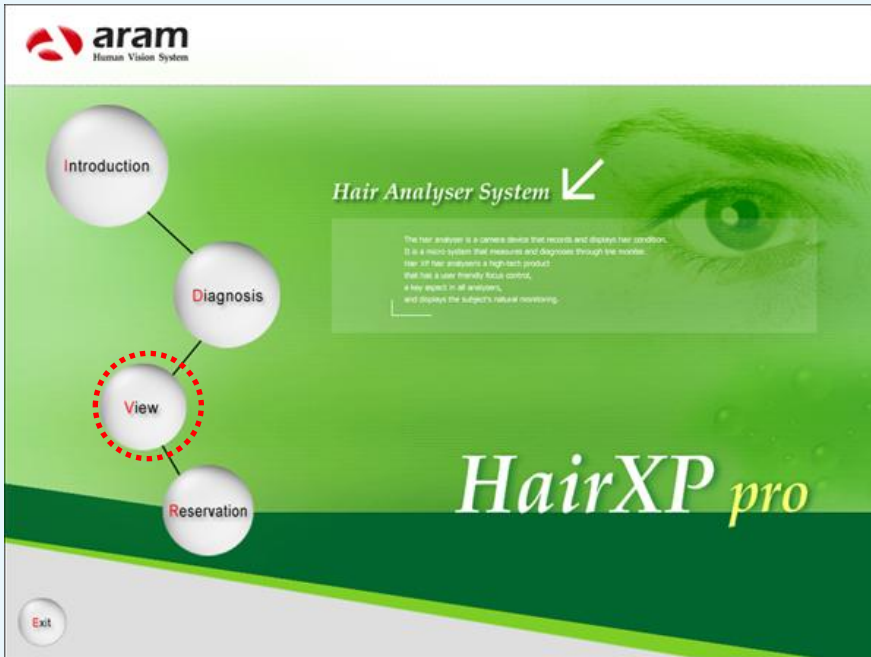 aram
Human Vision System
Introduction
Hair Analyser System
The hair analyser is a camera device that records and displays hair condition.
It is a micro system that measures and diagnoses through the monitor.
Hair XP hair analysers a high-tech product
that has a user friendly focus control,
a key aspect in all analysers,
and displays the subject's natural monitoring.
Diagnosis
View
HairXP pro
Reservation
Exit